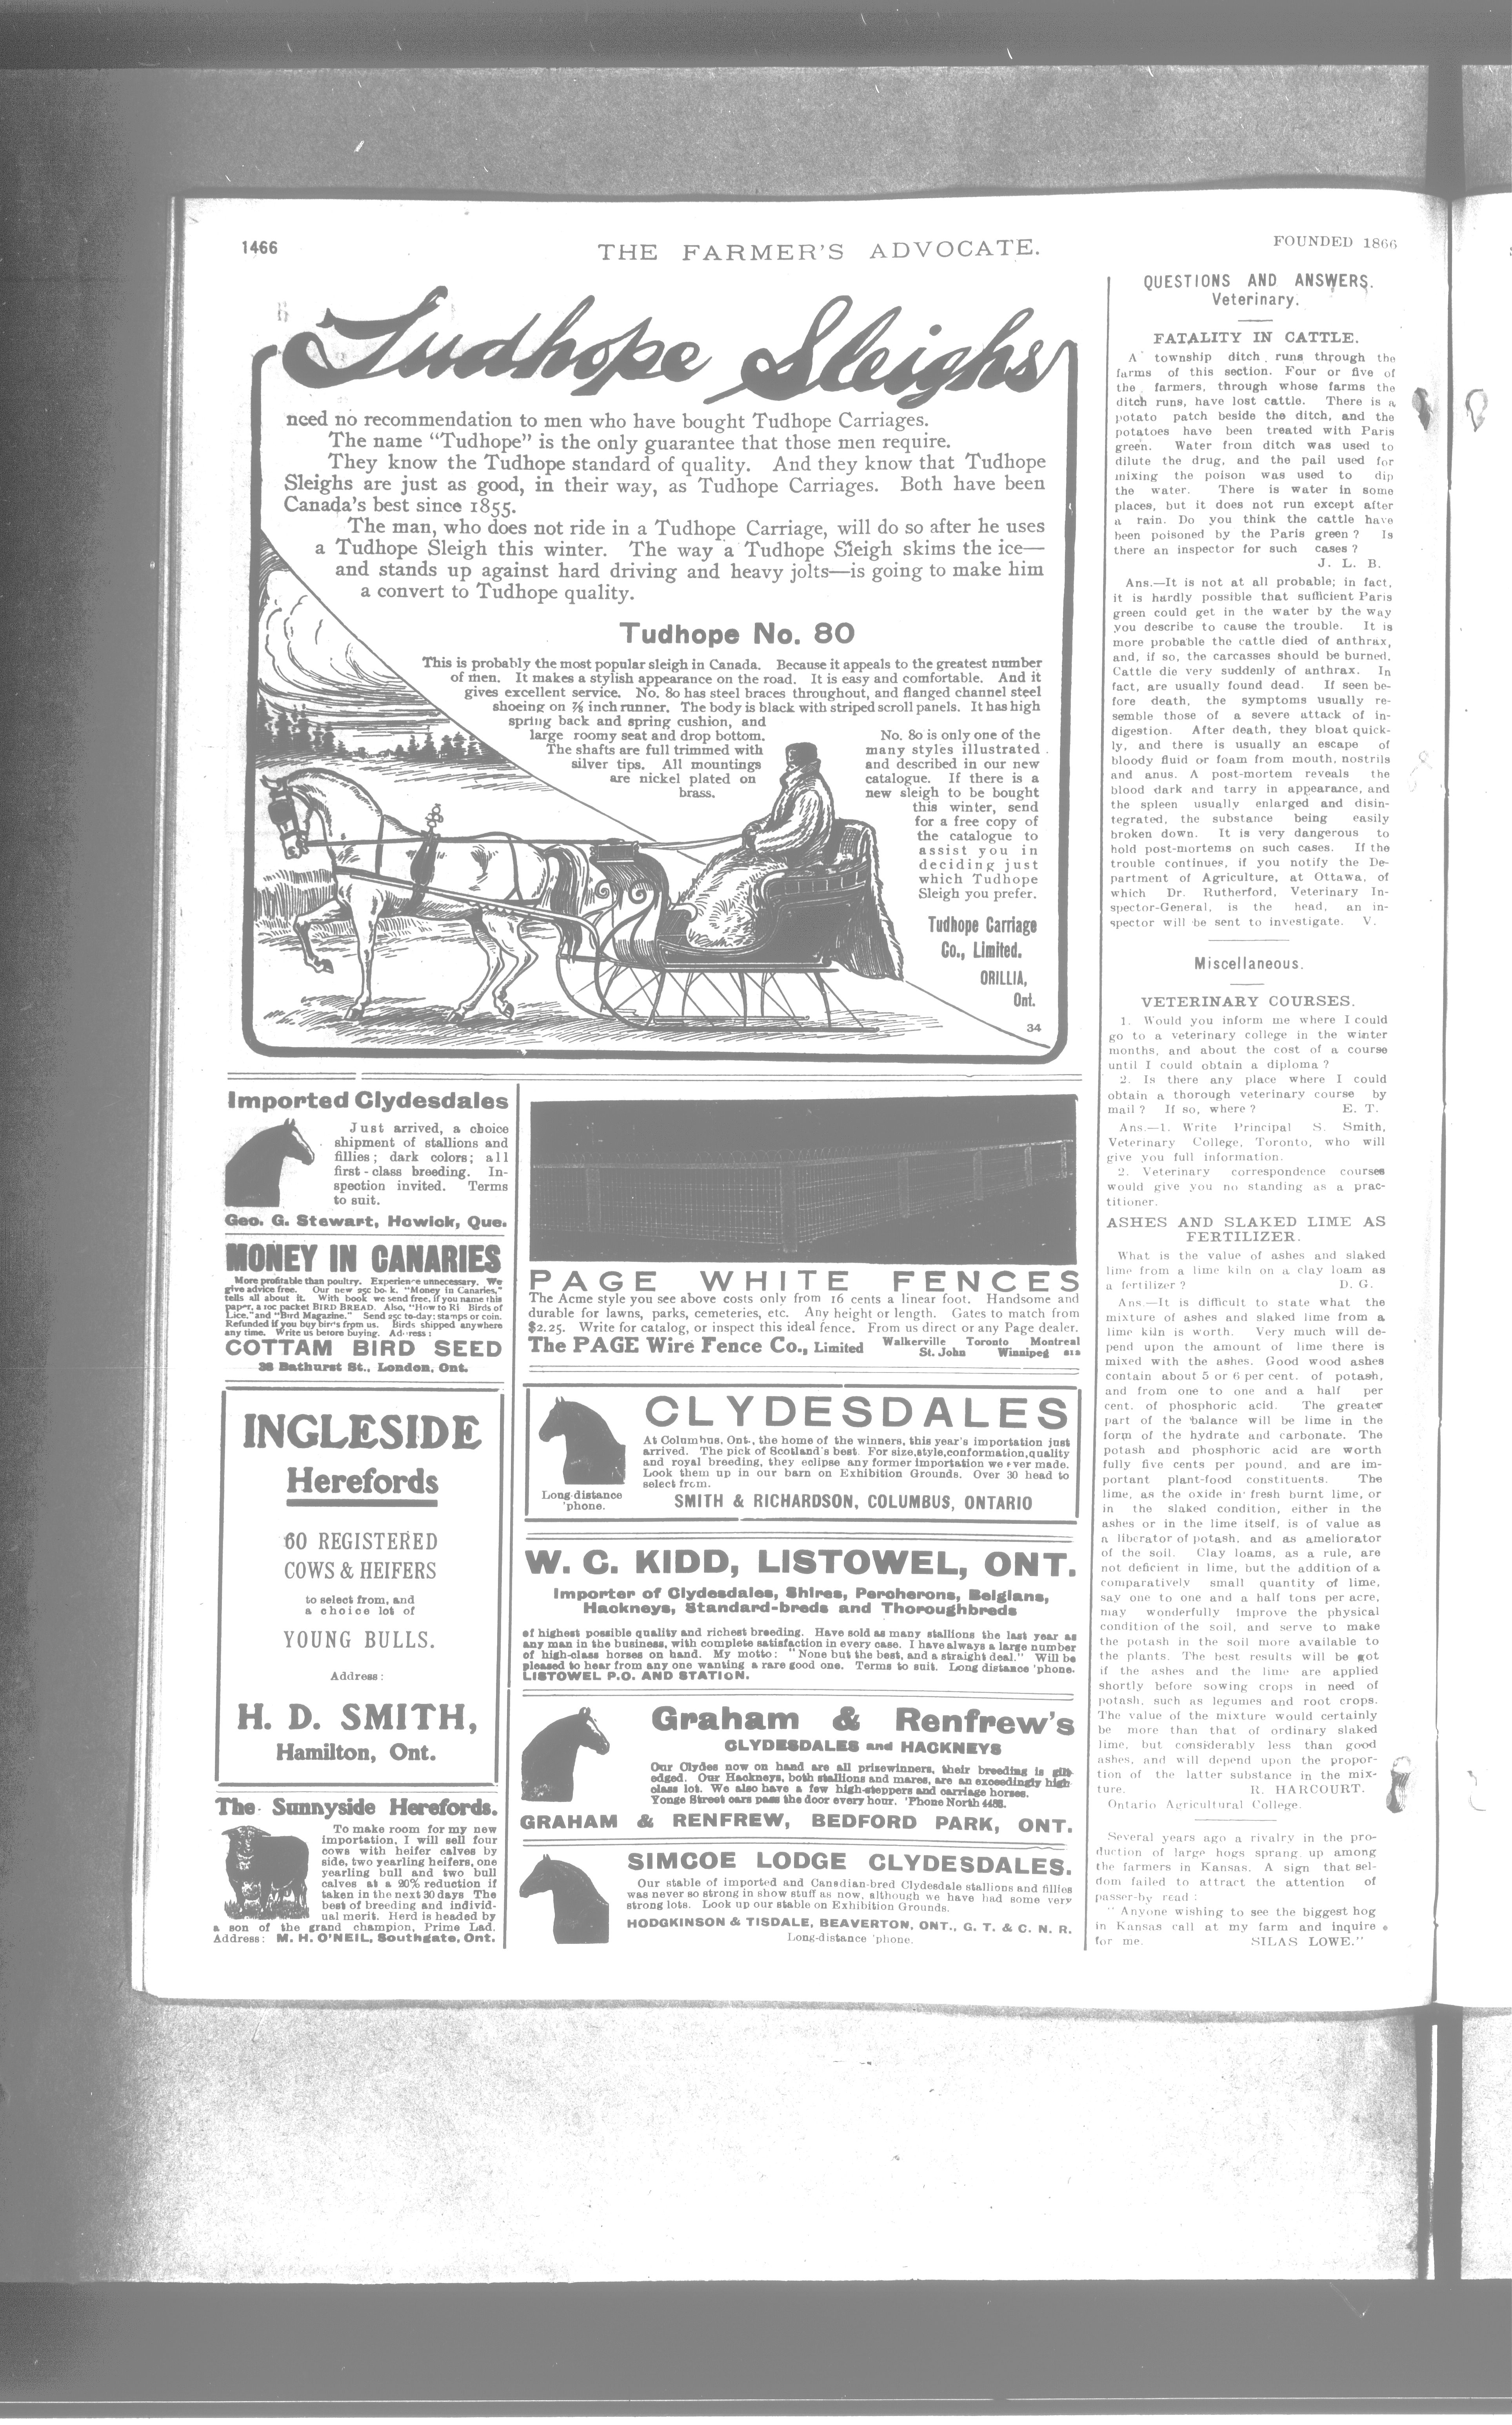 1466
THE FARMER'S ADVOCATE.
FOUNDED 1866
Tudhope Sleighs
need no recommendation to men who have bought Tudhope Carriages.
The name "Tudhope" is the only guarantee that those men require.
They know the Tudhope standard of quality. And they know that Tudhope
Sleighs are just as good, in their way, as Tudhope Carriages. Both have been
Canada's best since 1855.
The man, who does not ride in a Tudhope Carriage, will do so after he uses
a Tudhope Sleigh this winter. The way a Tudhope Sleigh skims the ice—
and stands up against hard driving and heavy jolts—is going to make him
a convert to Tudhope quality.
Tudhope No. 80
This is probably the most popular sleigh in Canada. Because it appeals to the greatest number
of men. It makes a stylish appearance on the road. It is easy and comfortable. And it
gives excellent service. No. 80 has steel braces throughout, and flanged channel steel
shoeing on ⅞ inch runner. The body is black with striped scroll panels. It has high
spring back and spring cushion, and
large roomy seat and drop bottom.
The shafts are full trimmed with
silver tips. All mountings
are nickel plated on
brass.
No. 80 is only one of the
many styles illustrated
and described in our new
catalogue. If there is a
new sleigh to be bought
this winter, send
for a free copy of
the catalogue to
assist you in
deciding just
which Tudhope
Sleigh you prefer.
Tudhope Carriage
Co., Limited.
ORILLIA,
Ont.
34
Imported Clydesdales
Just arrived, a choice
shipment of stallions and
fillies; dark colors; all
first-class breeding. In-
spection invited. Terms
to suit.
Geo. G. Stewart, Howick, Que.
MONEY IN CANARIES
More profitable than poultry. Experience unnecessary. We
give advice free. Our new 25c bo k. "Money in Canaries,"
tells all about it. With book we send free, if you name this
paper, a 10c packet BIRD BREAD. Also, "How to Ri Birds of
Lice," and "Bird Magazine." Send 25c to-day; stamps or coin.
Refunded if you buy birds from us. Birds shipped anywhere
any time. Write us before buying. Address:
COTTAM BIRD SEED
38 Bathurst St., London, Ont.
INGLESIDE
Herefords
60 REGISTERED
COWS & HEIFERS
to select from, and
a choice lot of
YOUNG BULLS.
Address:
H. D. SMITH,
Hamilton, Ont.
The Sunnyside Herefords.
To make room for my new
importation, I will sell four
cows with heifer calves by
side, two yearling heifers, one
yearling bull and two bull
calves at a 20% reduction if
taken in the next 30 days The
best of breeding and individ-
ual merit. Herd is headed by
a son of the grand champion, Prime Lad.
Address: M. H. O'NEIL, Southgate, Ont.
PAGE WHITE FENCES
The Acme style you see above costs only from 16 cents a linear foot. Handsome and
durable for lawns, parks, cemeteries, etc. Any height or length. Gates to match from
$2.25. Write for catalog, or inspect this ideal fence. From us direct or any Page dealer.
The PAGE Wire Fence Co., Limited
Walkerville Toronto Montreal
St. John Winnipeg
CLYDESDALES
At Columbus, Ont., the home of the winners, this year's importation just
arrived. The pick of Scotland's best. For size, style, conformation, quality
and royal breeding, they eclipse any former importation we ever made.
Look them up in our barn on Exhibition Grounds. Over 30 head to
select from.
Long-distance
'phone.
SMITH & RICHARDSON, COLUMBUS, ONTARIO
W. C. KIDD, LISTOWEL, ONT.
Importer of Clydesdales, Shires, Percherons, Belgians,
Hackneys, Standard-breds and Thoroughbreds
of highest possible quality and richest breeding. Have sold as many stallions the last year as
any man in the business, with complete satisfaction in every case. I have always a large number
of high-class horses on hand. My motto: "None but the best, and a straight deal." Will be
pleased to hear from any one wanting a rare good one. Terms to suit. Long distance 'phone.
LISTOWEL P.O. AND STATION.
Graham & Renfrew's
CLYDESDALES and HACKNEYS
Our Clydes now on hand are all prizewinners, their breeding is gilt-
edged. Our Hackneys, both stallions and mares, are an exceedingly high-
class lot. We also have a few high-steppers and carriage horses.
Yonge Street cars pass the door every hour. 'Phone North 4483.
GRAHAM & RENFREW, BEDFORD PARK, ONT.
SIMCOE LODGE CLYDESDALES.
Our stable of imported and Canadian-bred Clydesdale stallions and fillies
was never so strong in show stuff as now, although we have had some very
strong lots. Look up our stable on Exhibition Grounds.
HODGKINSON & TISDALE, BEAVERTON, ONT., G. T. & C. N. R.
Long-distance 'phone.
QUESTIONS AND ANSWERS.
Veterinary.
FATALITY IN CATTLE.
A township ditch runs through the
farms of this section. Four or five of
the farmers, through whose farms the
ditch runs, have lost cattle. There is a
potato patch beside the ditch, and the
potatoes have been treated with Paris
green. Water from ditch was used to
dilute the drug, and the pail used for
mixing the poison was used to dip
the water. There is water in some
places, but it does not run except after
a rain. Do you think the cattle have
been poisoned by the Paris green? Is
there an inspector for such cases?
J. L. B.
Ans.—It is not at all probable; in fact,
it is hardly possible that sufficient Paris
green could get in the water by the way
you describe to cause the trouble. It is
more probable the cattle died of anthrax,
and, if so, the carcasses should be burned.
Cattle die very suddenly of anthrax. In
fact, are usually found dead. If seen be-
fore death, the symptoms usually re-
semble those of a severe attack of in-
digestion. After death, they bloat quick-
ly, and there is usually an escape of
bloody fluid or foam from mouth, nostrils
and anus. A post-mortem reveals the
blood dark and tarry in appearance, and
the spleen usually enlarged and disin-
tegrated, the substance being easily
broken down. It is very dangerous to
hold post-mortems on such cases. If the
trouble continues, if you notify the De-
partment of Agriculture, at Ottawa, of
which Dr. Rutherford, Veterinary In-
spector-General, is the head, an in-
spector will be sent to investigate. V.
Miscellaneous.
VETERINARY COURSES.
1. Would you inform me where I could
go to a veterinary college in the winter
months, and about the cost of a course
until I could obtain a diploma?
2. Is there any place where I could
obtain a thorough veterinary course by
mail? If so, where? E. T.
Ans.—1. Write Principal S. Smith,
Veterinary College, Toronto, who will
give you full information.
2. Veterinary correspondence courses
would give you no standing as a prac-
titioner.
ASHES AND SLAKED LIME AS
FERTILIZER.
What is the value of ashes and slaked
lime from a lime kiln on a clay loam as
a fertilizer? D. G.
Ans.—It is difficult to state what the
mixture of ashes and slaked lime from a
lime kiln is worth. Very much will de-
pend upon the amount of lime there is
mixed with the ashes. Good wood ashes
contain about 5 or 6 per cent. of potash,
and from one to one and a half per
cent. of phosphoric acid. The greater
part of the balance will be lime in the
form of the hydrate and carbonate. The
potash and phosphoric acid are worth
fully five cents per pound, and are im-
portant plant-food constituents. The
lime, as the oxide in fresh burnt lime, or
in the slaked condition, either in the
ashes or in the lime itself, is of value as
a liberator of potash, and as ameliorator
of the soil. Clay loams, as a rule, are
not deficient in lime, but the addition of a
comparatively small quantity of lime,
say one to one and a half tons per acre,
may wonderfully improve the physical
condition of the soil, and serve to make
the potash in the soil more available to
the plants. The best results will be got
if the ashes and the lime are applied
shortly before sowing crops in need of
potash, such as legumes and root crops.
The value of the mixture would certainly
be more than that of ordinary slaked
lime, but considerably less than good
ashes, and will depend upon the propor-
tion of the latter substance in the mix-
ture. R. HARCOURT.
Ontario Agricultural College.
Several years ago a rivalry in the pro-
duction of large hogs sprang up among
the farmers in Kansas. A sign that sel-
dom failed to attract the attention of
passer-by read:
"Anyone wishing to see the biggest hog
in Kansas call at my farm and inquire
for me. SILAS LOWE."